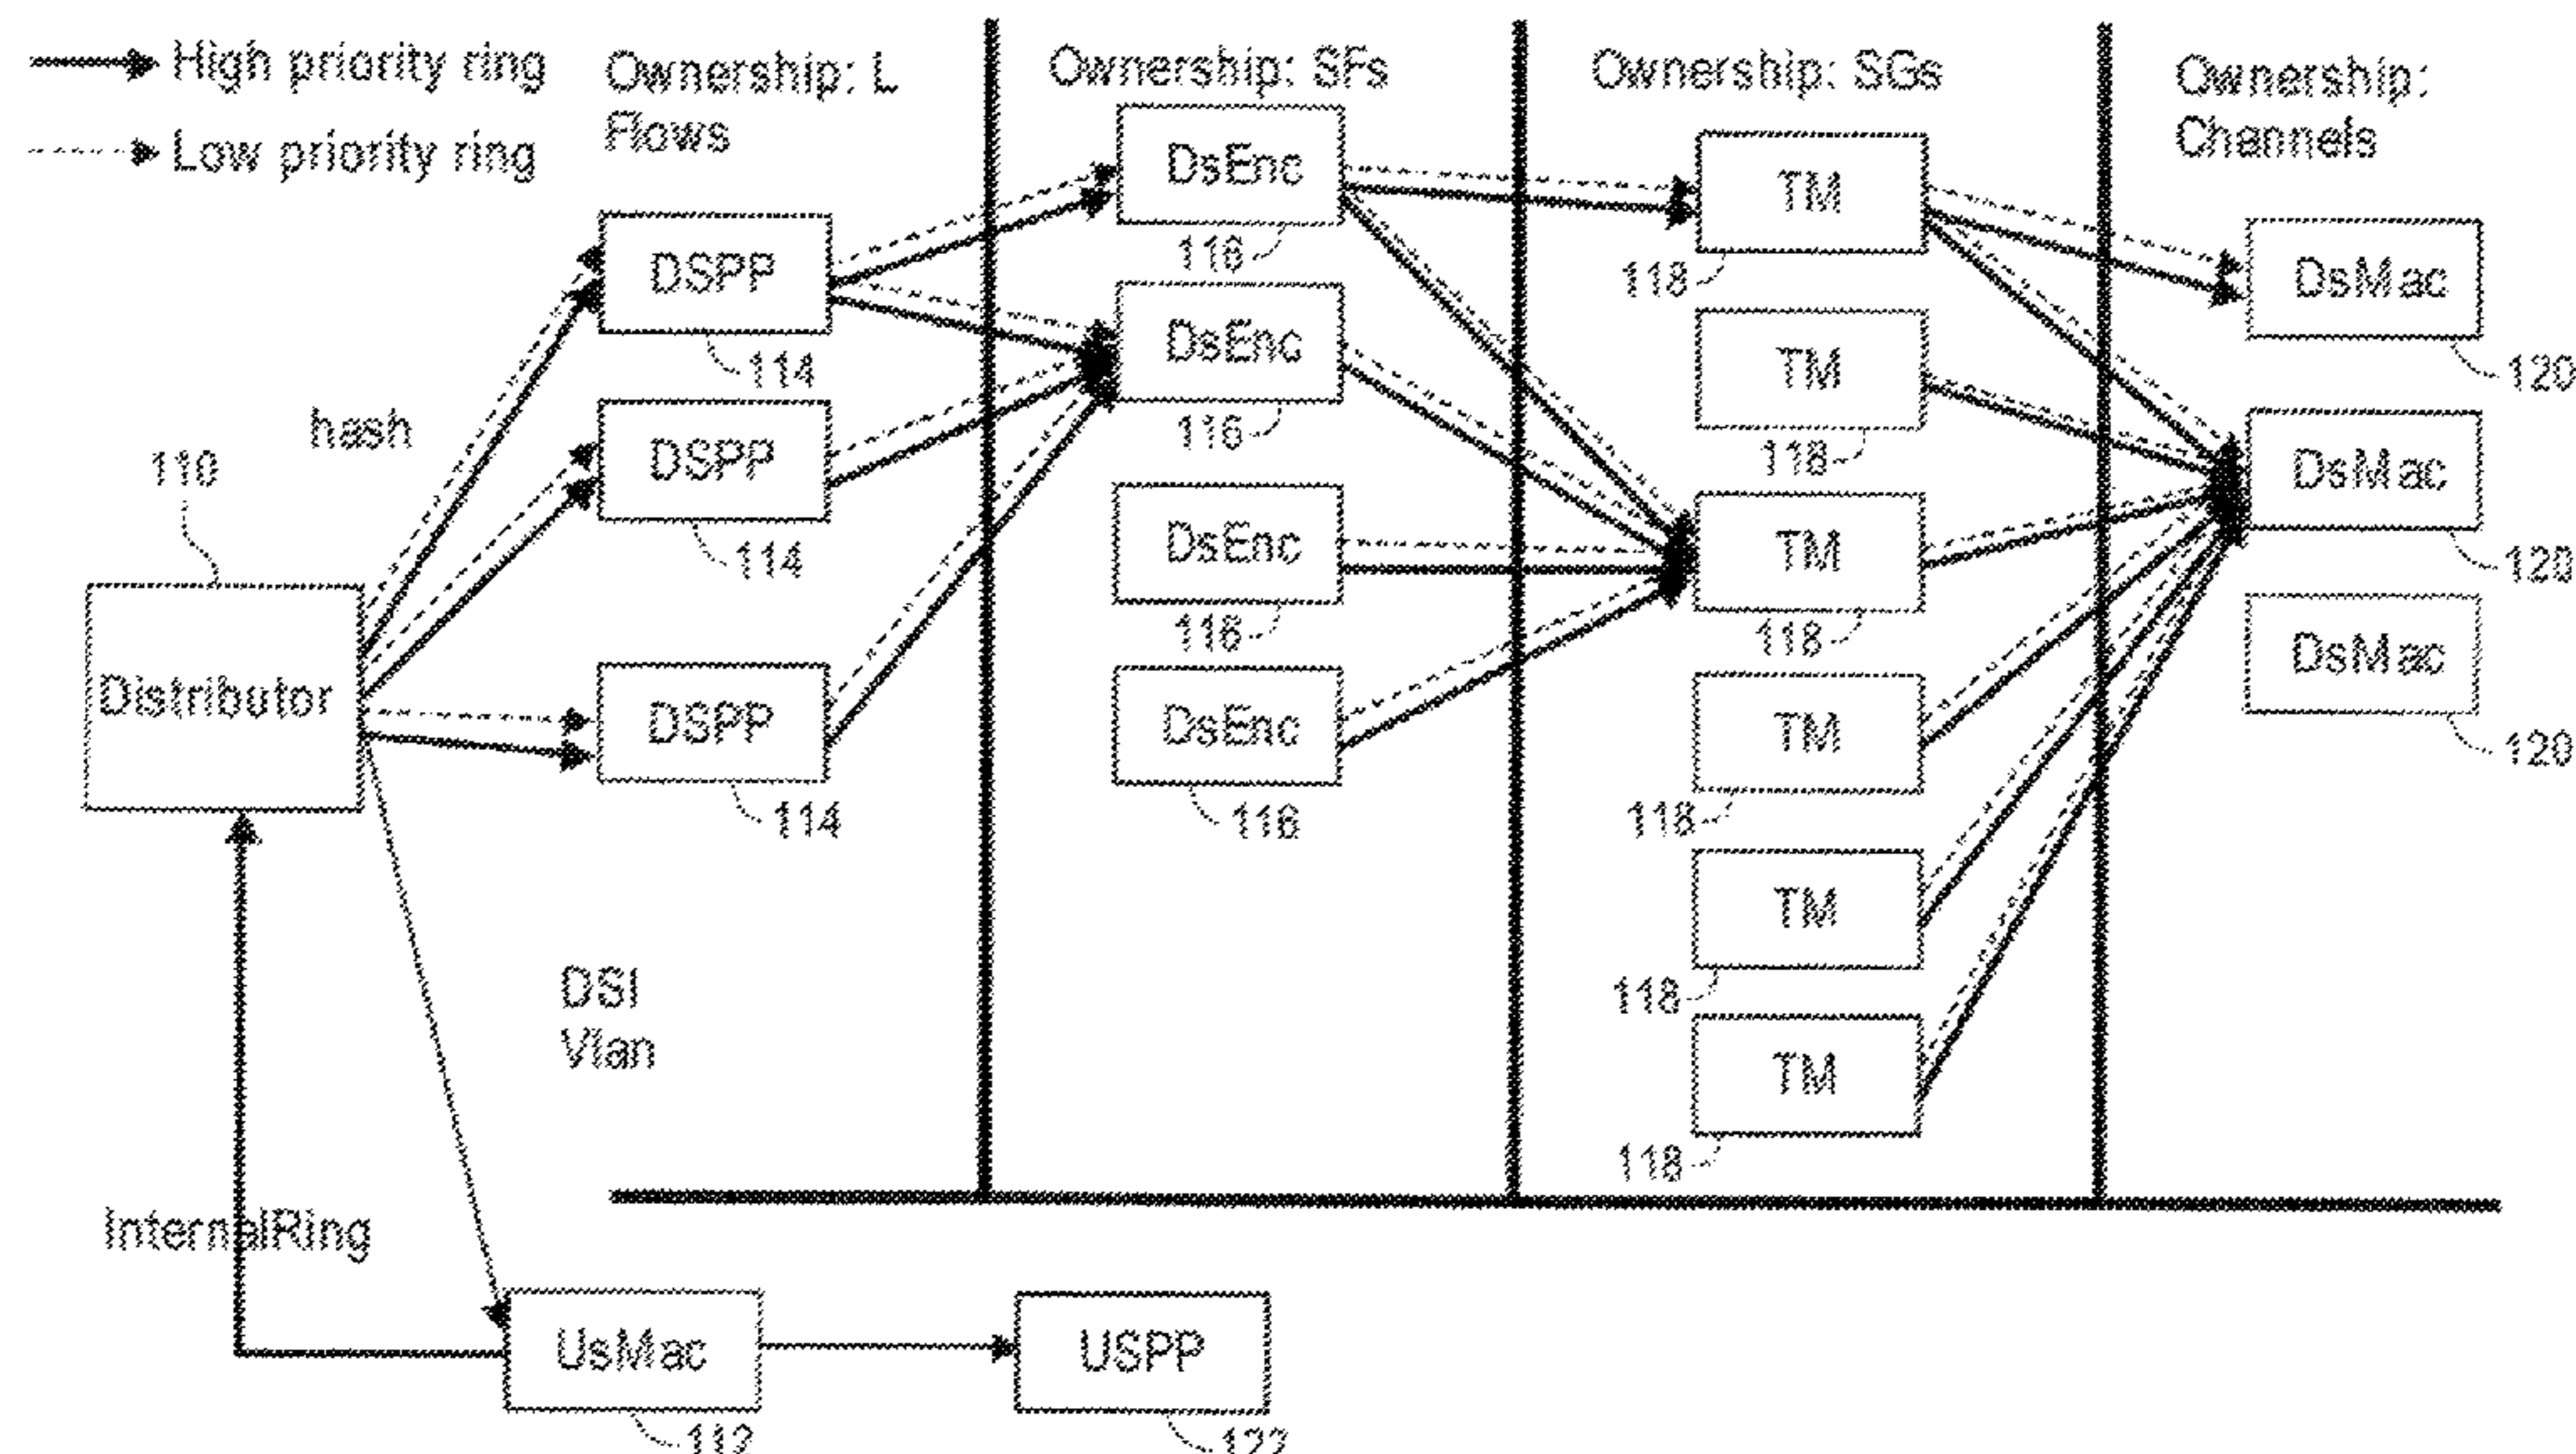 High priority ring
Low priority ring
Ownership: L
Flows
Ownership: SFs
Ownership: SGs
Ownership:
Channels
hash
110
Distributor
DSPP
114
DSPP
114
DSPP
114
DsEnc
116
DsEnc
116
DsEnc
116
DsEnc
116
TM
118
TM
118
TM
118
TM
118
TM
118
TM
118
DsMac
120
DsMac
120
DsMac
120
DSI
Vlan
InternalRing
UsMac
112
USPP
122